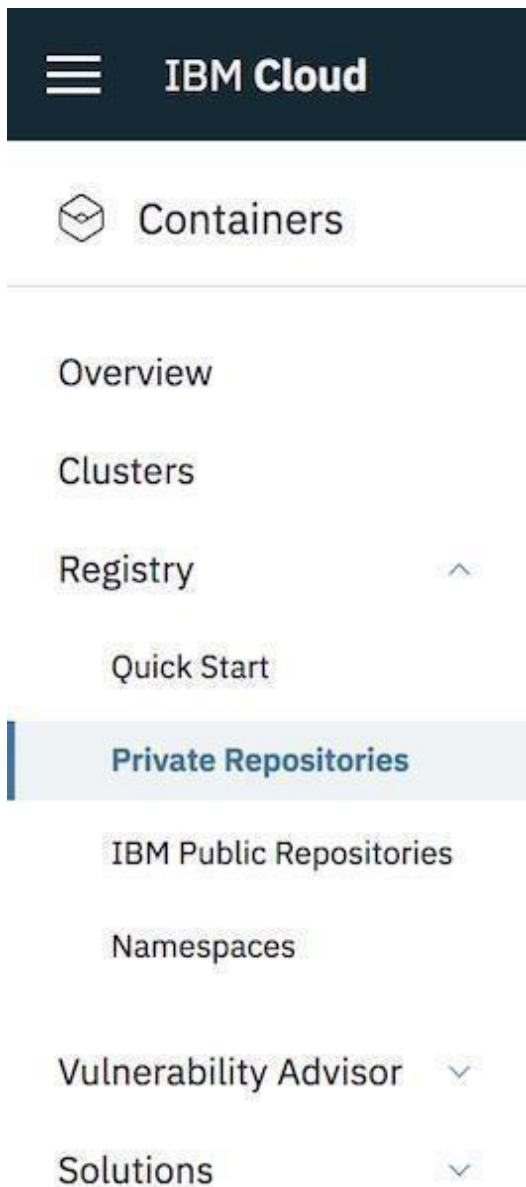 IBM Cloud
Containers
Overview
Clusters
Registry
Quick Start
Private Repositories
IBM Public Repositories
Namespaces
Vulnerability Advisor
Solutions